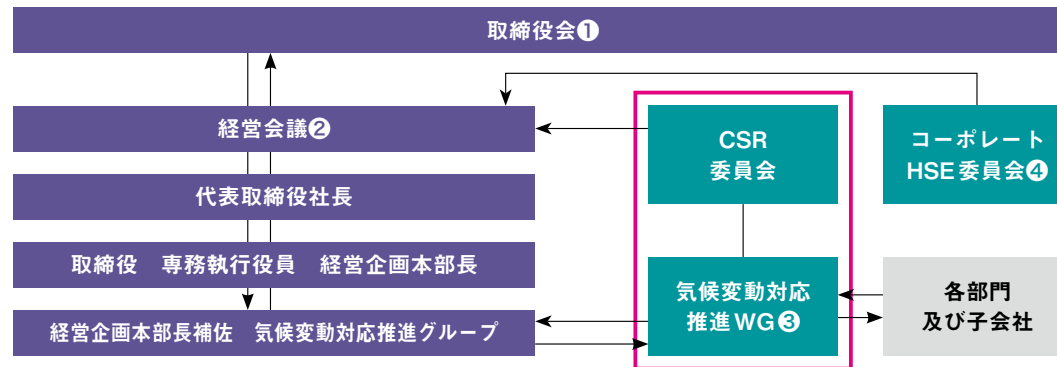 取締役会❶
経営会議❷
代表取締役社長
取締役 専務執行役員 経営企画本部長
経営企画本部長補佐 気候変動対応推進グループ
CSR
委員会
気候変動対応
推進WG❸
コーポレート
HSE委員会❹
各部門
及び子会社